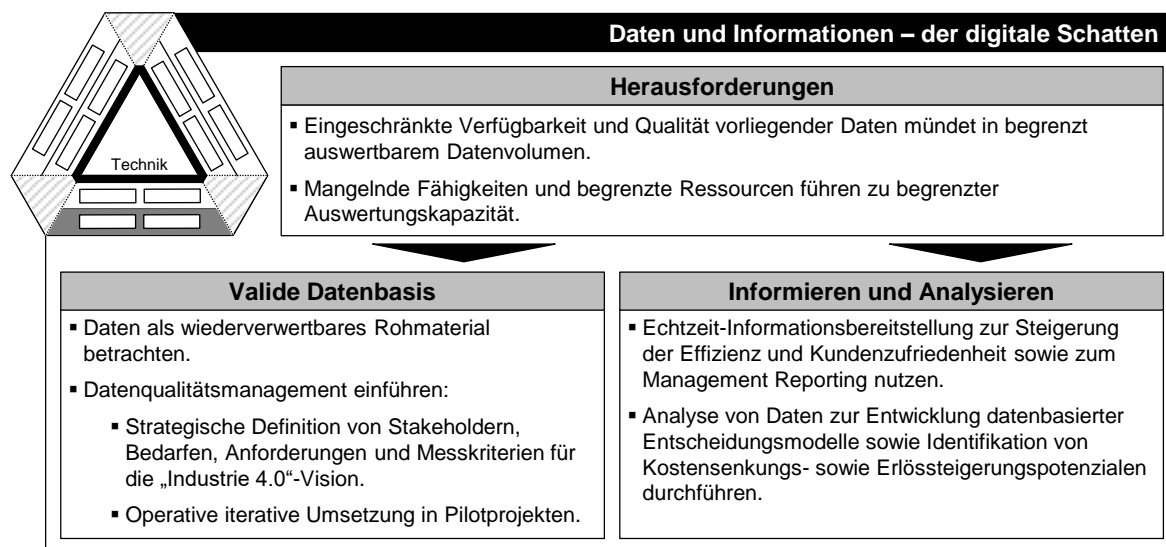 Daten und Informationen – der digitale Schatten
Technik
Herausforderungen
▪ Eingeschränkte Verfügbarkeit und Qualität vorliegender Daten mündet in begrenzt
auswertbarem Datenvolumen.
▪ Mangelnde Fähigkeiten und begrenzte Ressourcen führen zu begrenzter
Auswertungskapazität.
Valide Datenbasis
▪ Daten als wiederverwertbares Rohmaterial
betrachten.
▪ Datenqualitätsmanagement einführen:
▪ Strategische Definition von Stakeholdern,
Bedarfen, Anforderungen und Messkriterien für
die „Industrie 4.0“-Vision.
▪ Operative iterative Umsetzung in Pilotprojekten.
Informieren und Analysieren
▪ Echtzeit-Informationsbereitstellung zur Steigerung
der Effizienz und Kundenzufriedenheit sowie zum
Management Reporting nutzen.
▪ Analyse von Daten zur Entwicklung datenbasierter
Entscheidungsmodelle sowie Identifikation von
Kostensenkungs- sowie Erlössteigerungspotenzialen
durchführen.